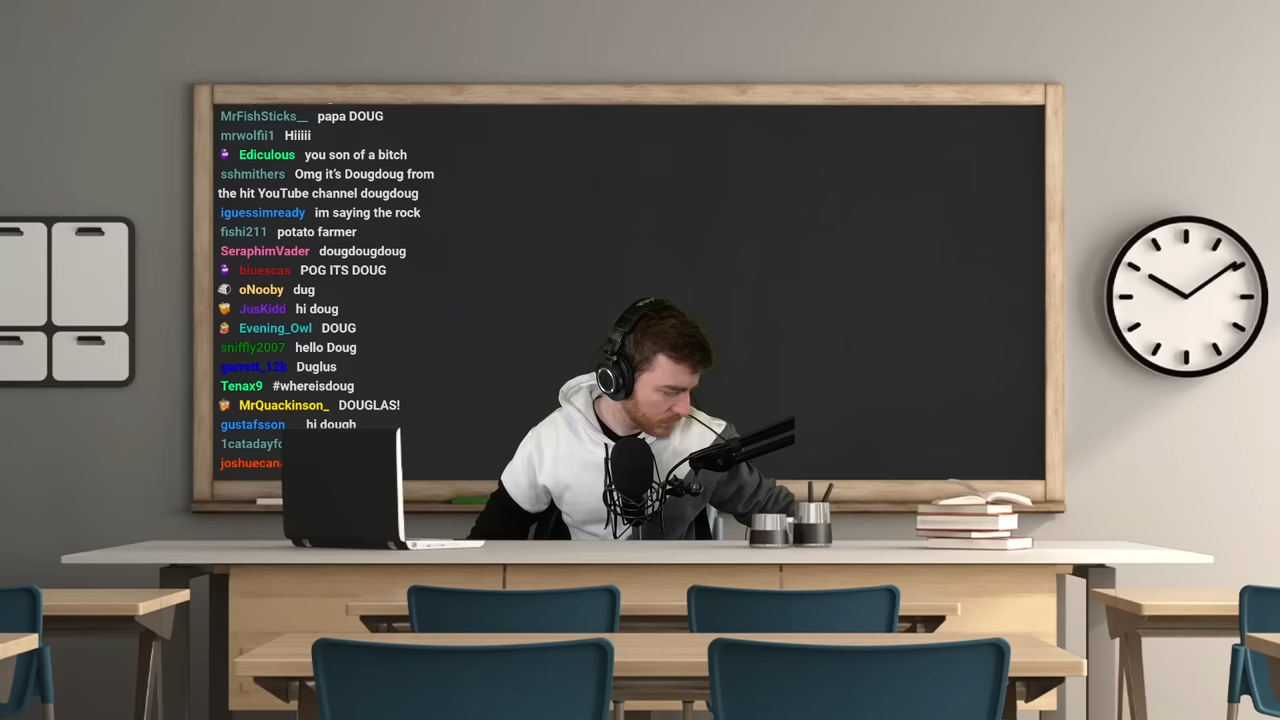 MrFishSticks__ papa DOUG
mrwolfii1 Hiiiii
Ediculous you son of a bitch
sshmithers Omg it's Dougdoug from
the hit YouTube channel dougdoug
iguessimready im saying the rock
fishi211 potato farmer
SeraphimVader dougdougdoug
bluescas POG ITS DOUG
oNooby dug
JusKidd hi doug
Evening_Owl DOUG
sniffly2007 hello Doug
garrett_12k Duglus
Tenax9 #whereisdoug
MrQuackinson_ DOUGLAS!
gustafsson hi dough